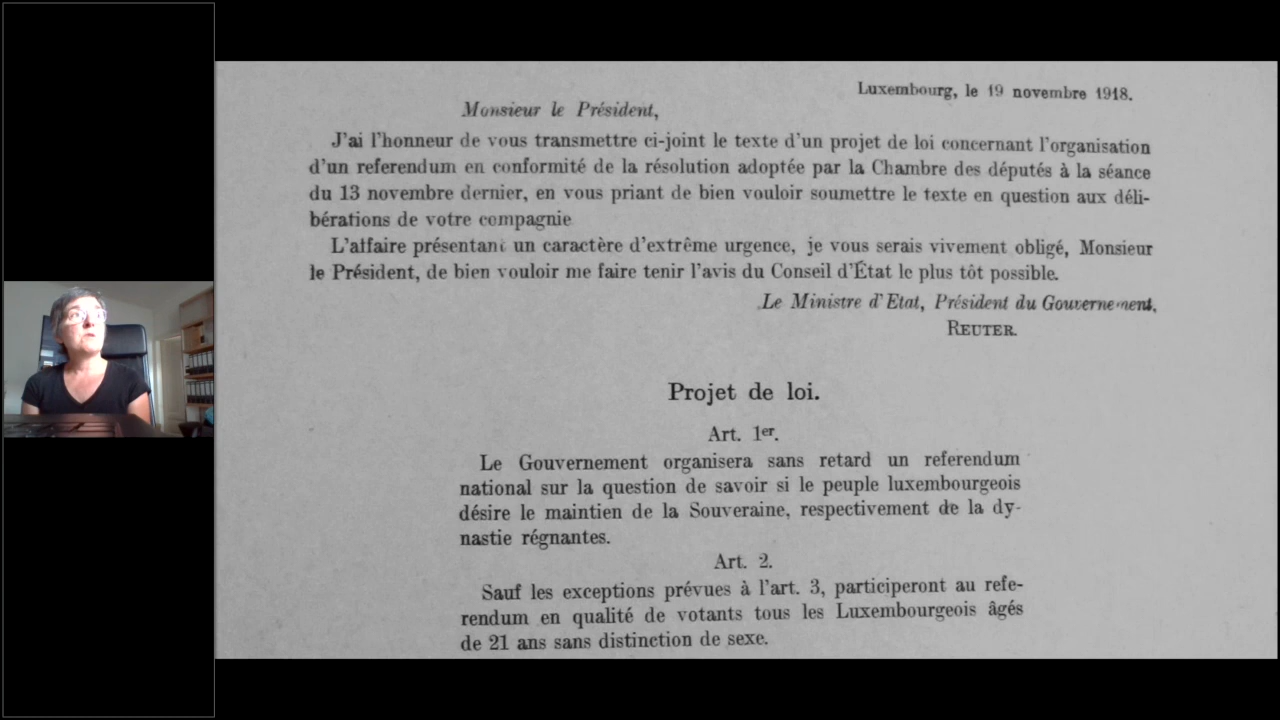 Luxembourg, le 19 novembre 1918.
Monsieur le Président,
J'ai l'honneur de vous transmettre ci-joint le texte d'un projet de loi concernant l'organisation
d'un referendum en conformité de la résolution adoptée par la Chambre des députés à la séance
du 13 novembre dernier, en vous priant de bien vouloir soumettre le texte en question aux déli-
bérations de votre compagnie
L'affaire présentant un caractère d'extrême urgence, je vous serais vivement obligé, Monsieur
le Président, de bien vouloir me faire tenir l'avis du Conseil d'État le plus tôt possible.
Le Ministre d'Etat, Président du Gouvernement,
REUTER.
Projet de loi.
Art. 1er.
Le Gouvernement organisera sans retard un referendum
national sur la question de savoir si le peuple luxembourgeois
désire le maintien de la Souveraine, respectivement de la dy-
nastie régnantes.
Art. 2.
Sauf les exceptions prévues à l'art. 3, participeront au refe-
rendum en qualité de votants tous les Luxembourgeois âgés
de 21 ans sans distinction de sexe.